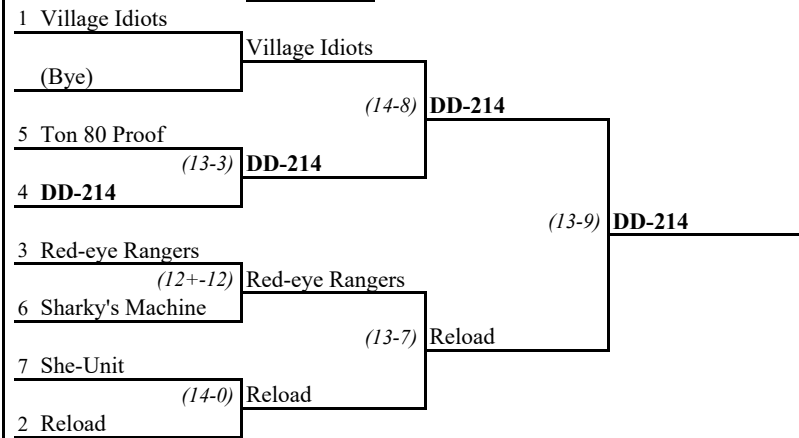 1 Village Idiots
Village Idiots
(Bye)
(14-8) DD-214
5 Ton 80 Proof
(13-3) DD-214
4 DD-214
(13-9) DD-214
3 Red-eye Rangers
(12+-12) Red-eye Rangers
6 Sharky's Machine
(13-7) Reload
7 She-Unit
(14-0) Reload
2 Reload